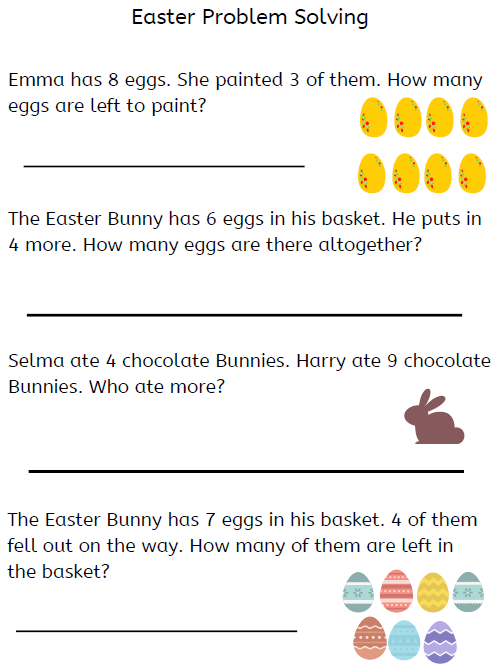 Easter Problem Solving
Emma has 8 eggs. She painted 3 of them. How many
eggs are left to paint?
The Easter Bunny has 6 eggs in his basket. He puts in
4 more. How many eggs are there altogether?
Selma ate 4 chocolate Bunnies. Harry ate 9 chocolate
Bunnies. Who ate more?
The Easter Bunny has 7 eggs in his basket. 4 of them
fell out on the way. How many of them are left in
the basket?